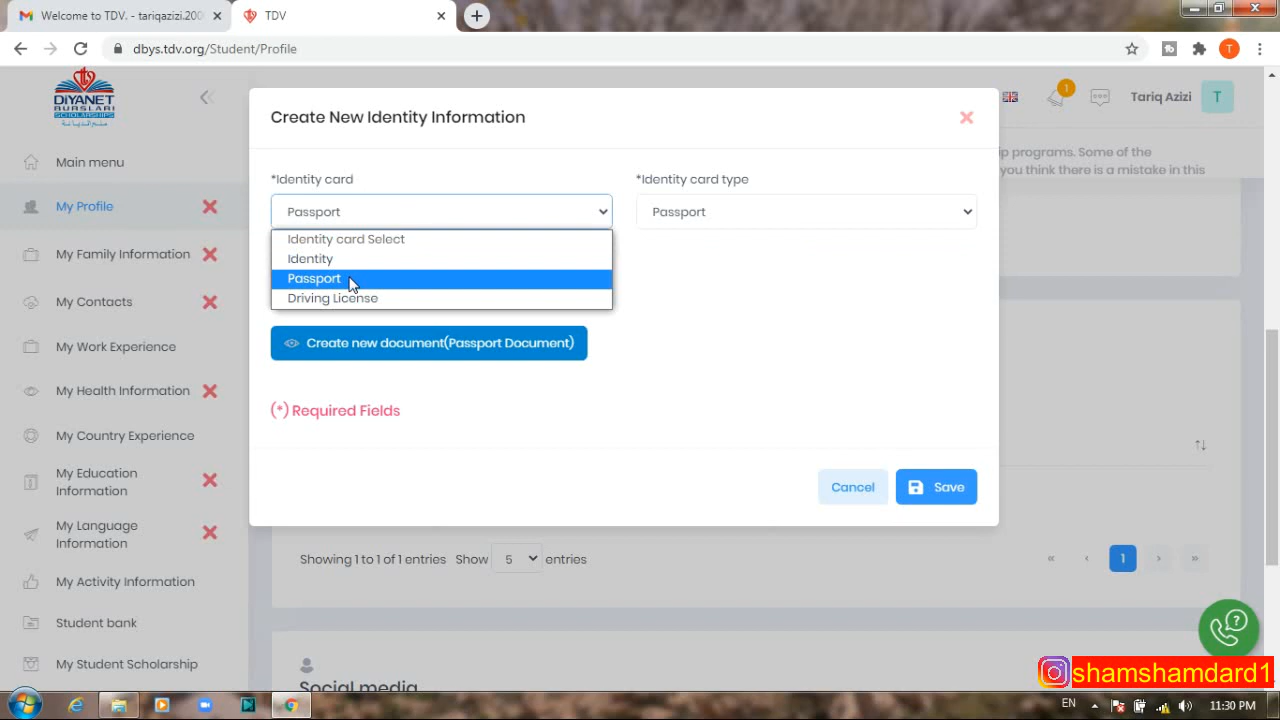 Welcome to TDV. - tariqazizi.200
TDV
dbys.tdv.org/Student/Profile
T
DIYANET
BURSLARI
SCHOLARSHIPS
1
Tariq Azizi
T
Create New Identity Information
ip programs. Some of the
you think there is a mistake in this
Main menu
My Profile
My Family Information
My Contacts
My Work Experience
My Health Information
My Country Experience
My Education
Information
My Language
Information
My Activity Information
Student bank
My Student Scholarship
*Identity card
*Identity card type
Passport
Passport
Identity card Select
Identity
Passport
Driving License
Create new document(Passport Document)
(*) Required Fields
Cancel
Save
Showing 1 to 1 of 1 entries Show 5 entries
« ‹ 1 › »
Social media
shamshamdard1
EN
11:30 PM